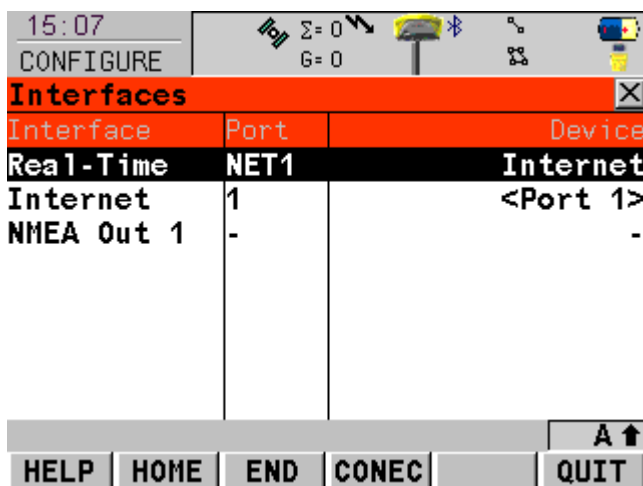 15:07
Σ= 0
CONFIGURE
G= 0
Interfaces
Interface Port Device
Real-Time NET1 Internet
Internet 1 <Port 1>
NMEA Out 1 - -
A
HELP HOME END CONEC QUIT